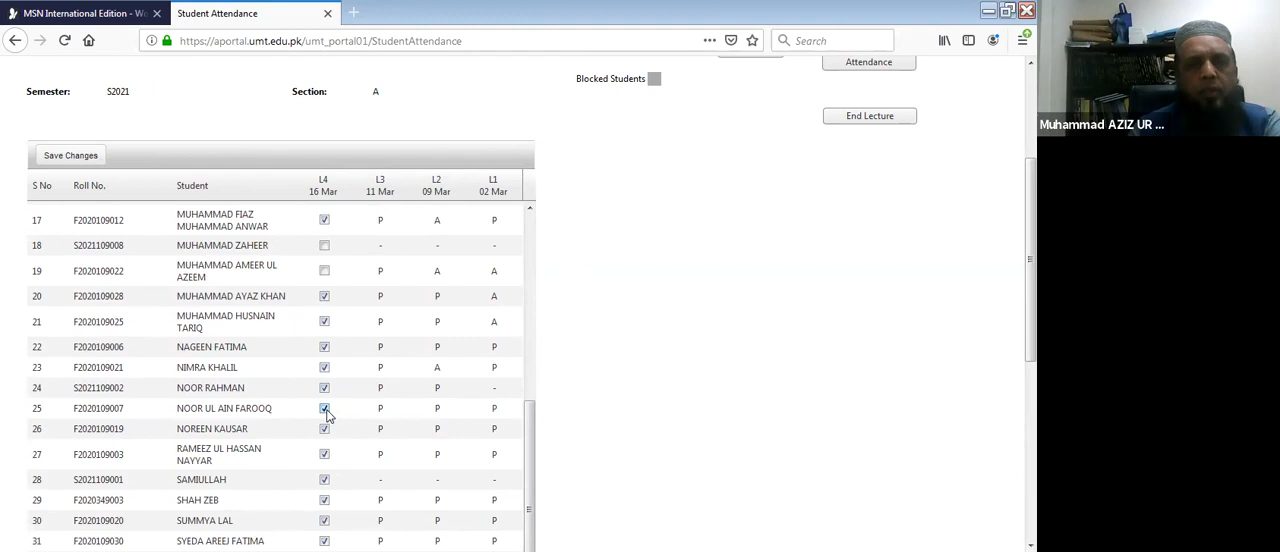 MSN International Edition - We
Student Attendance
https://aportal.umt.edu.pk/umt_portal01/StudentAttendance
Search
Attendance
Blocked Students
Semester: S2021 Section: A
End Lecture
Save Changes
S No Roll No. Student L4 16 Mar L3 11 Mar L2 09 Mar L1 02 Mar
17 F2020109012 MUHAMMAD FIAZ MUHAMMAD ANWAR P A P
18 S2021109008 MUHAMMAD ZAHEER - - -
19 F2020109022 MUHAMMAD AMEER UL AZEEM P A A
20 F2020109028 MUHAMMAD AYAZ KHAN P P A
21 F2020109025 MUHAMMAD HUSNAIN TARIQ P P A
22 F2020109006 NAGEEN FATIMA P P P
23 F2020109021 NIMRA KHALIL P A P
24 S2021109002 NOOR RAHMAN P P -
25 F2020109007 NOOR UL AIN FAROOQ P P P
26 F2020109019 NOREEN KAUSAR P P P
27 F2020109003 RAMEEZ UL HASSAN NAYYAR P P P
28 S2021109001 SAMIULLAH - - -
29 F2020349003 SHAH ZEB P P P
30 F2020109020 SUMMYA LAL P P P
31 F2020109030 SYEDA AREEJ FATIMA P P P
Muhammad AZIZ UR ...